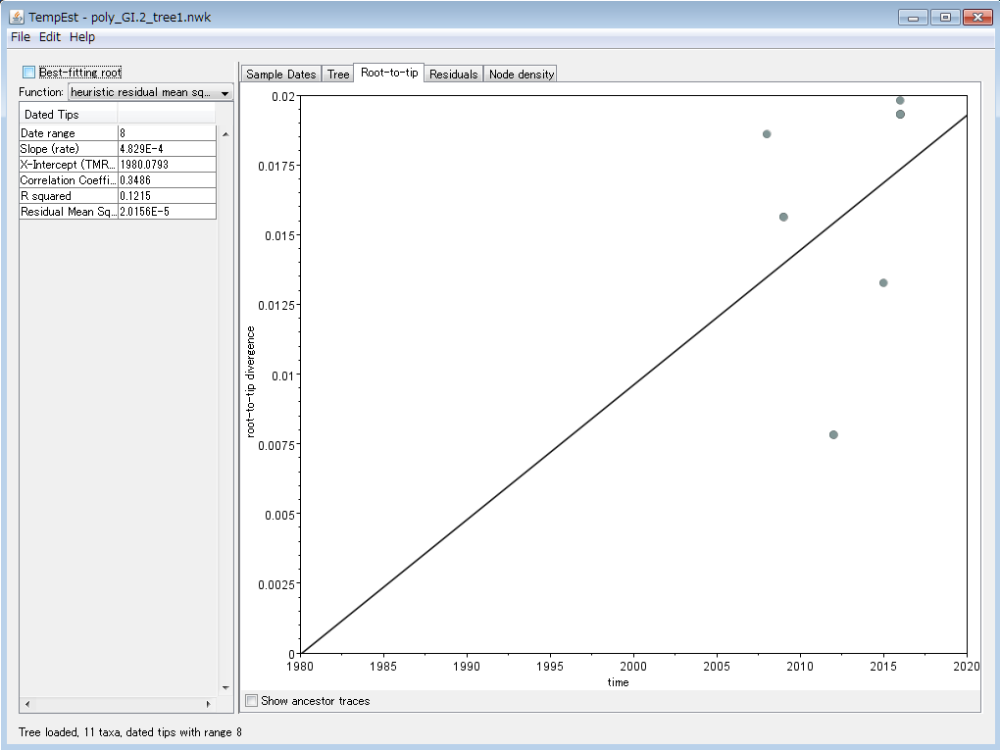 TempEst - poly_GI.2_tree1.nwk
File Edit Help
Best-fitting root
Function: heuristic residual mean sq...
Dated Tips
Date range 8
Slope (rate) 4.829E-4
X-Intercept (TMR... 1980.0793
Correlation Coeffi... 0.3486
R squared 0.1215
Residual Mean Sq... 2.0156E-5
Sample Dates Tree Root-to-tip Residuals Node density
0.02
0.0175
0.015
0.0125
0.01
0.0075
0.005
0.0025
0
root-to-tip divergence
1980 1985 1990 1995 2000 2005 2010 2015 2020
time
Show ancestor traces
Tree loaded, 11 taxa, dated tips with range 8